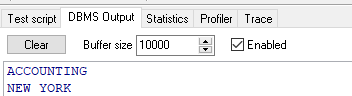 Test script DBMS Output Statistics Profiler Trace
Clear Buffer size 10000 Enabled
ACCOUNTING
NEW YORK